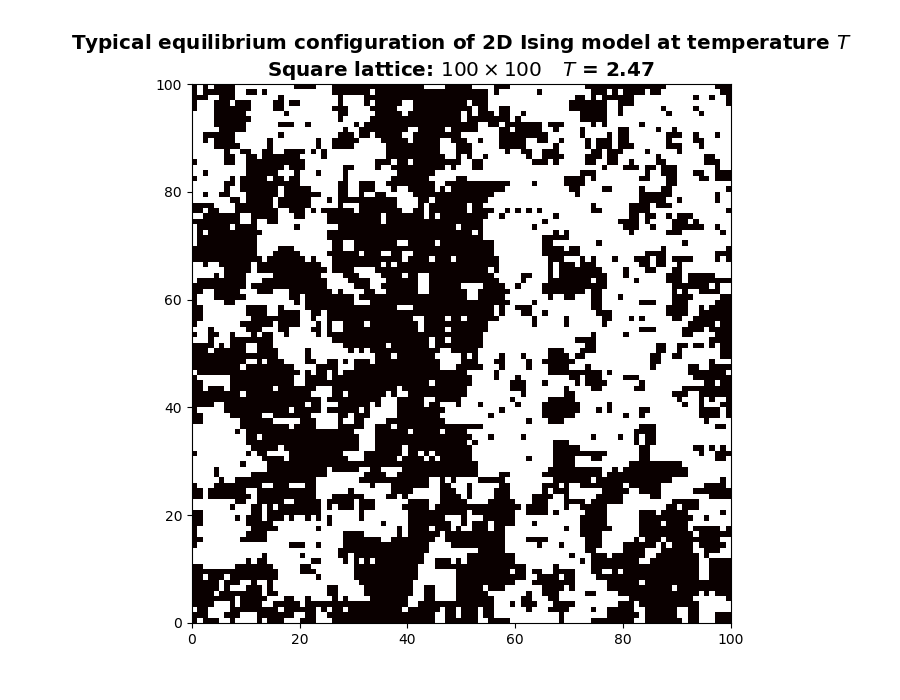 Typical equilibrium configuration of 2D Ising model at temperature T
Square lattice: 100 × 100 T = 2.47
100
80
60
40
20
0
0 20 40 60 80 100